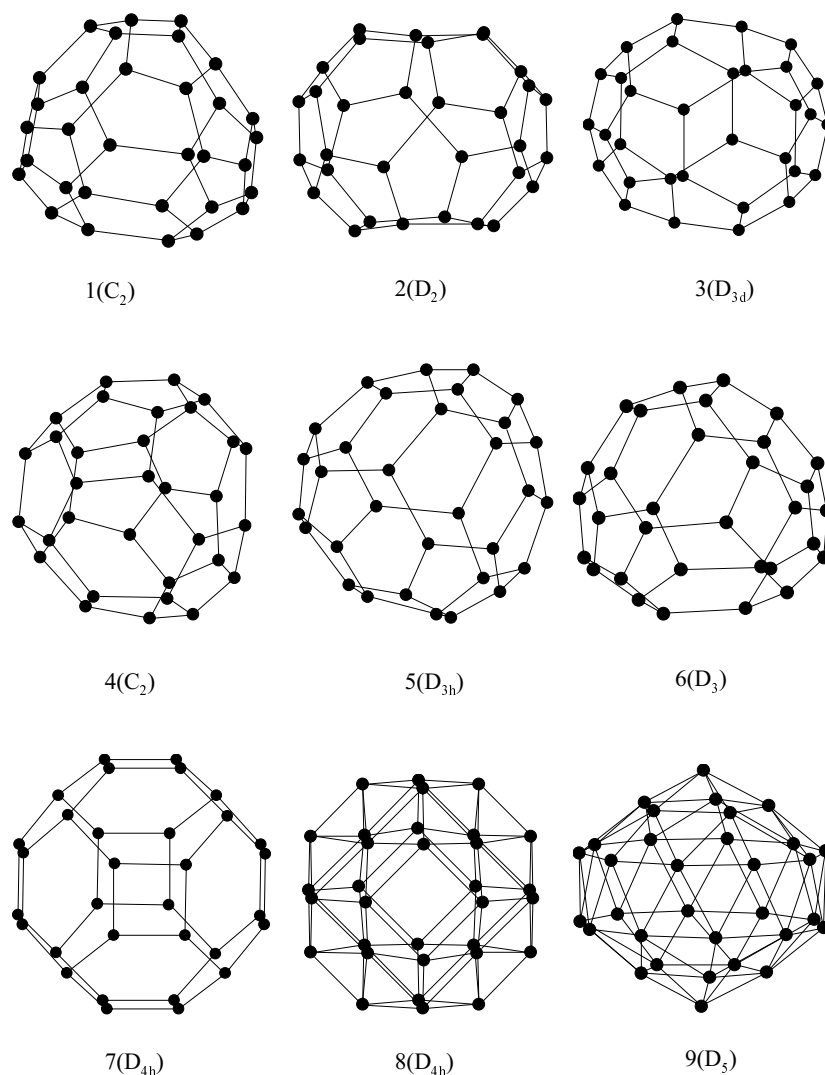 1(C₂) 2(D₂) 3(D₃d)
4(C₂) 5(D₃h) 6(D₃)
7(D₄h) 8(D₄h) 9(D₅)